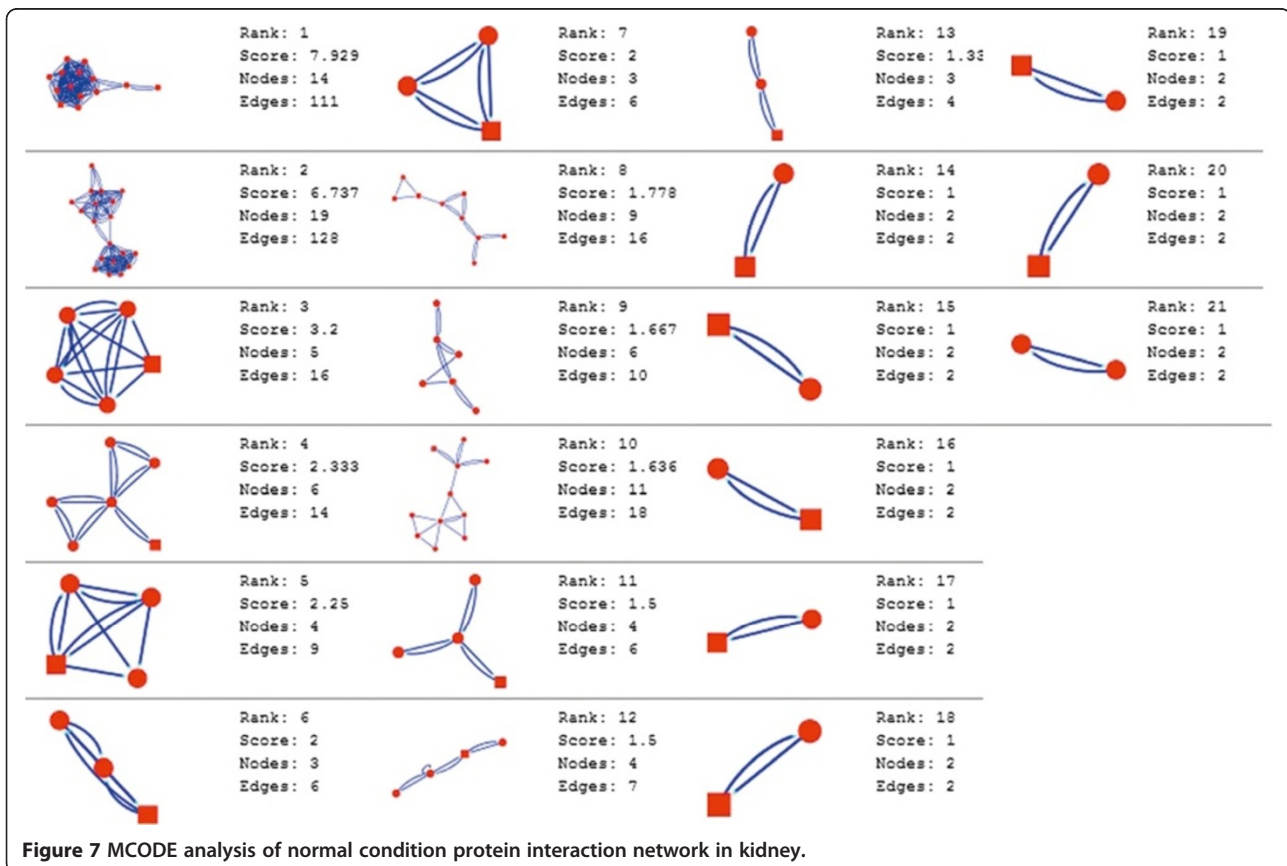 Rank: 1
Score: 7.929
Nodes: 14
Edges: 111
Rank: 7
Score: 2
Nodes: 3
Edges: 6
Rank: 13
Score: 1.33
Nodes: 3
Edges: 4
Rank: 19
Score: 1
Nodes: 2
Edges: 2
Rank: 2
Score: 6.737
Nodes: 19
Edges: 128
Rank: 8
Score: 1.778
Nodes: 9
Edges: 16
Rank: 14
Score: 1
Nodes: 2
Edges: 2
Rank: 20
Score: 1
Nodes: 2
Edges: 2
Rank: 3
Score: 3.2
Nodes: 5
Edges: 16
Rank: 9
Score: 1.667
Nodes: 6
Edges: 10
Rank: 15
Score: 1
Nodes: 2
Edges: 2
Rank: 21
Score: 1
Nodes: 2
Edges: 2
Rank: 4
Score: 2.333
Nodes: 6
Edges: 14
Rank: 10
Score: 1.636
Nodes: 11
Edges: 18
Rank: 16
Score: 1
Nodes: 2
Edges: 2
Rank: 5
Score: 2.25
Nodes: 4
Edges: 9
Rank: 11
Score: 1.5
Nodes: 4
Edges: 6
Rank: 17
Score: 1
Nodes: 2
Edges: 2
Rank: 6
Score: 2
Nodes: 3
Edges: 6
Rank: 12
Score: 1.5
Nodes: 4
Edges: 7
Rank: 18
Score: 1
Nodes: 2
Edges: 2
Figure 7 MCODE analysis of normal condition protein interaction network in kidney.